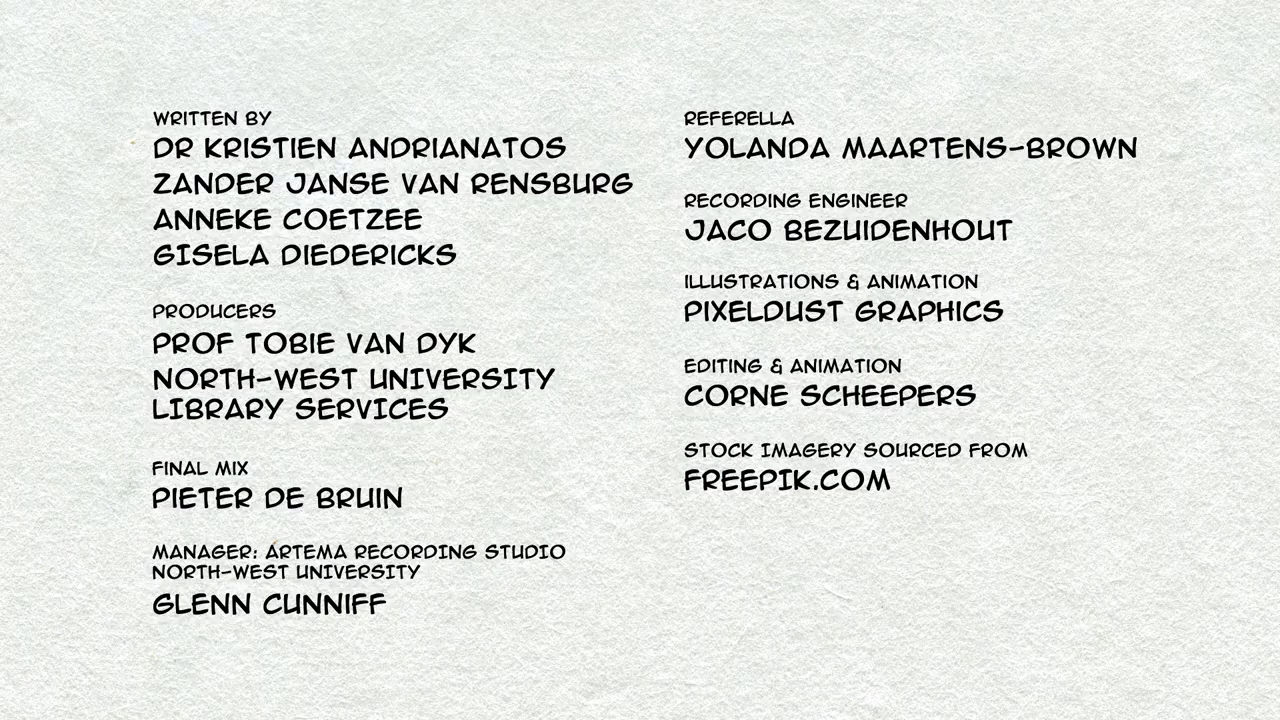 WRITTEN BY
DR KRISTIEN ANDRIANATOS
ZANDER JANSE VAN RENSBURG
ANNEKE COETZEE
GISELA DIEDERICKS
PRODUCERS
PROF TOBIE VAN DYK
NORTH-WEST UNIVERSITY
LIBRARY SERVICES
FINAL MIX
PIETER DE BRUIN
MANAGER: ARTEMA RECORDING STUDIO
NORTH-WEST UNIVERSITY
GLENN CUNNIFF
REFERELLA
YOLANDA MAARTENS-BROWN
RECORDING ENGINEER
JACO BEZUIDENHOUT
ILLUSTRATIONS & ANIMATION
PIXELDUST GRAPHICS
EDITING & ANIMATION
CORNE SCHEEPERS
STOCK IMAGERY SOURCED FROM
FREEPIK.COM